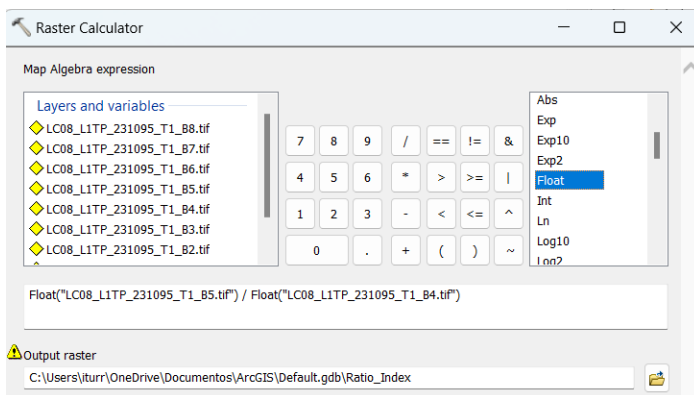 Raster Calculator
Map Algebra expression
Layers and variables
LC08_L1TP_231095_T1_B8.tif
LC08_L1TP_231095_T1_B7.tif
LC08_L1TP_231095_T1_B6.tif
LC08_L1TP_231095_T1_B5.tif
LC08_L1TP_231095_T1_B4.tif
LC08_L1TP_231095_T1_B3.tif
LC08_L1TP_231095_T1_B2.tif
7 8 9 / == != &
4 5 6 * > >= |
1 2 3 - < <= ^
0 . + ( ) ~
Abs
Exp
Exp10
Exp2
Float
Int
Ln
Log10
Log2
Float("LC08_L1TP_231095_T1_B5.tif") / Float("LC08_L1TP_231095_T1_B4.tif")
Output raster
C:\Users\iturr\OneDrive\Documentos\ArcGIS\Default.gdb\Ratio_Index